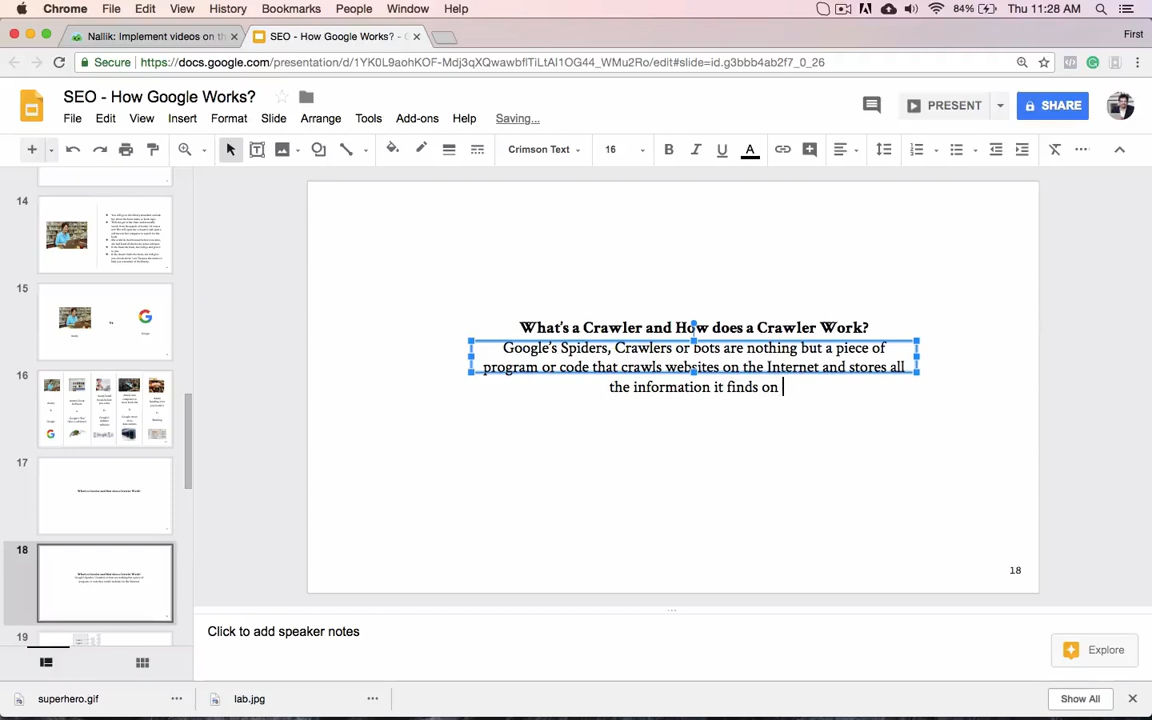 Chrome File Edit View History Bookmarks People Window Help 84% Thu 11:28 AM
Nallik: Implement videos on th SEO - How Google Works? - G First
Secure https://docs.google.com/presentation/d/1YK0L9aohKOF-Mdj3qXQwawbflTiLtAl1OG44_WMu2Ro/edit#slide=id.g3bbb4ab2f7_0_26
SEO - How Google Works?
PRESENT SHARE
File Edit View Insert Format Slide Arrange Tools Add-ons Help Saving...
Crimson Text 16 B I U A
14
15
16
17
18
19
What's a Crawler and How does a Crawler Work?
Google's Spiders, Crawlers or bots are nothing but a piece of
program or code that crawls websites on the Internet and stores all
the information it finds on
18
Click to add speaker notes
Explore
superhero.gif lab.jpg Show All